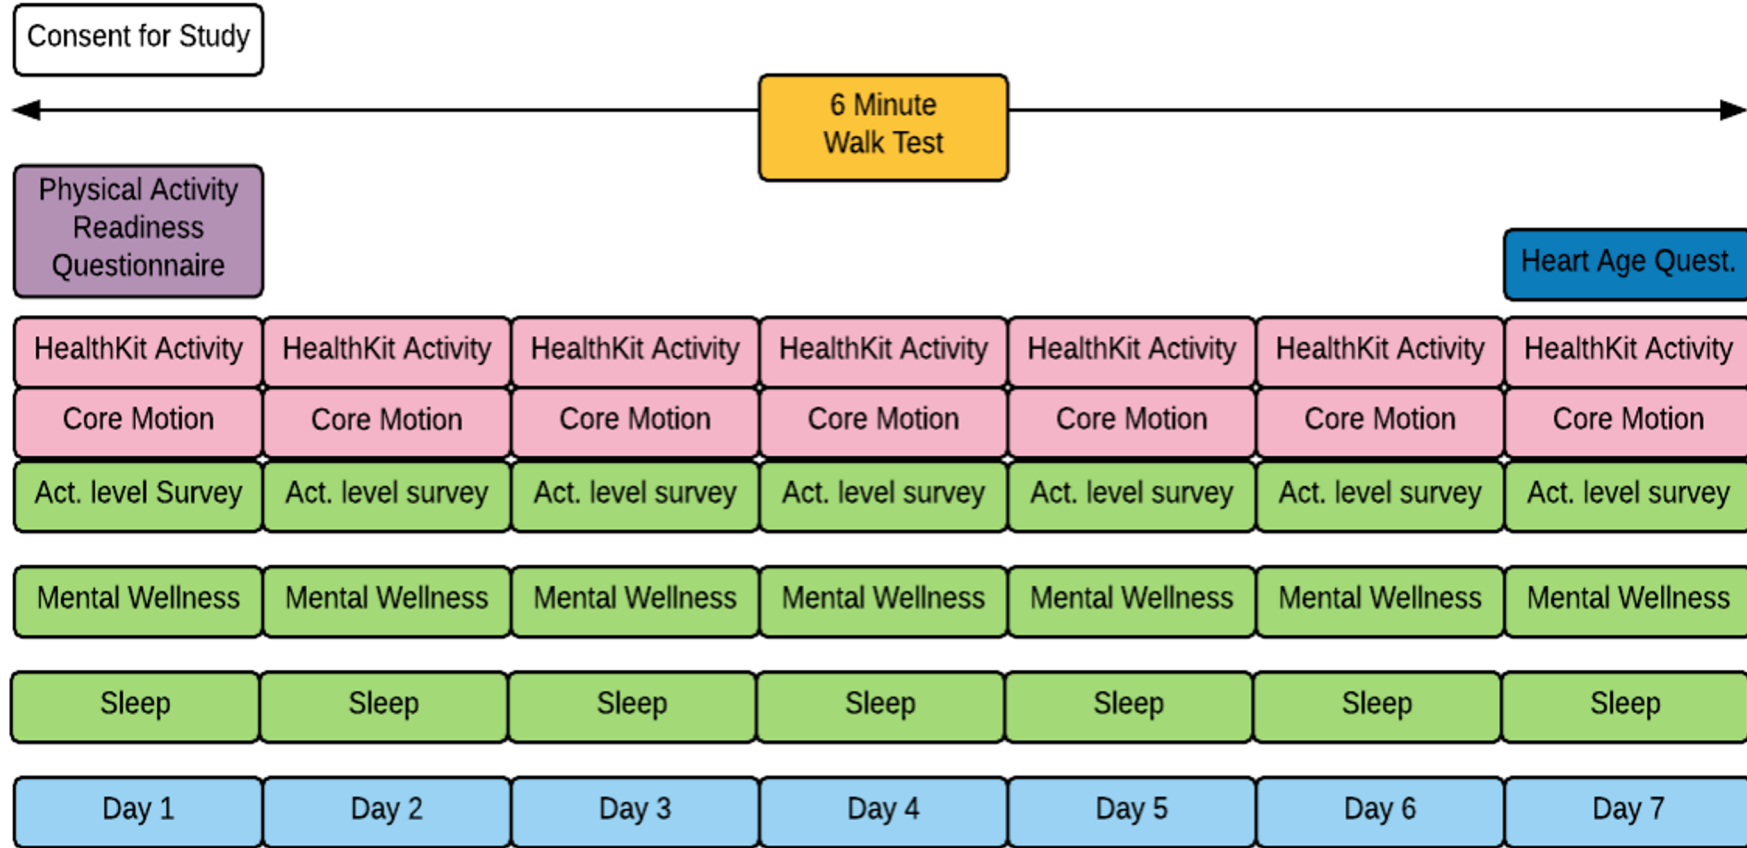 Consent for Study
6 Minute
Walk Test
Physical Activity
Readiness
Questionnaire
Heart Age Quest.
HealthKit Activity HealthKit Activity HealthKit Activity HealthKit Activity HealthKit Activity HealthKit Activity HealthKit Activity
Core Motion Core Motion Core Motion Core Motion Core Motion Core Motion Core Motion
Act. level Survey Act. level survey Act. level survey Act. level survey Act. level survey Act. level survey Act. level survey
Mental Wellness Mental Wellness Mental Wellness Mental Wellness Mental Wellness Mental Wellness Mental Wellness
Sleep Sleep Sleep Sleep Sleep Sleep Sleep
Day 1 Day 2 Day 3 Day 4 Day 5 Day 6 Day 7